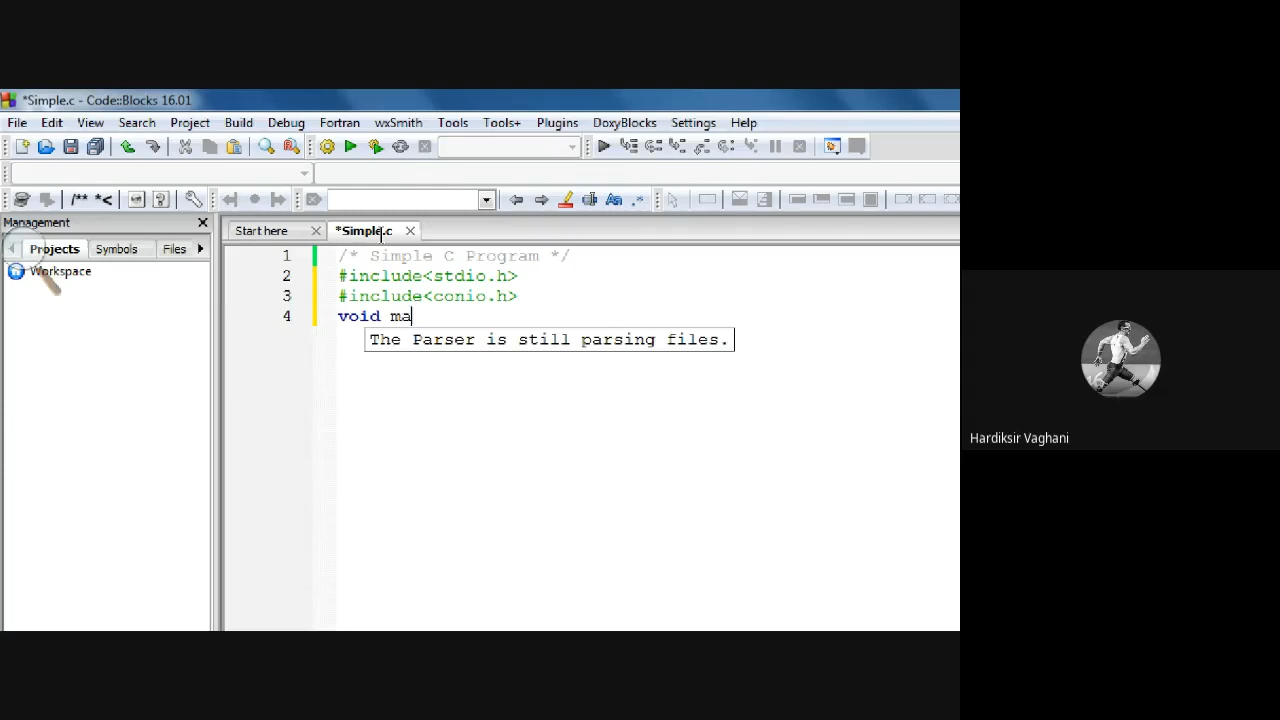 *Simple.c - Code::Blocks 16.01
File Edit View Search Project Build Debug Fortran wxSmith Tools Tools+ Plugins DoxyBlocks Settings Help
/** *<
Management
Projects Symbols Files
Workspace
Start here *Simple.c
1 /* Simple C Program */
2 #include<stdio.h>
3 #include<conio.h>
4 void ma
The Parser is still parsing files.
Hardiksir Vaghani